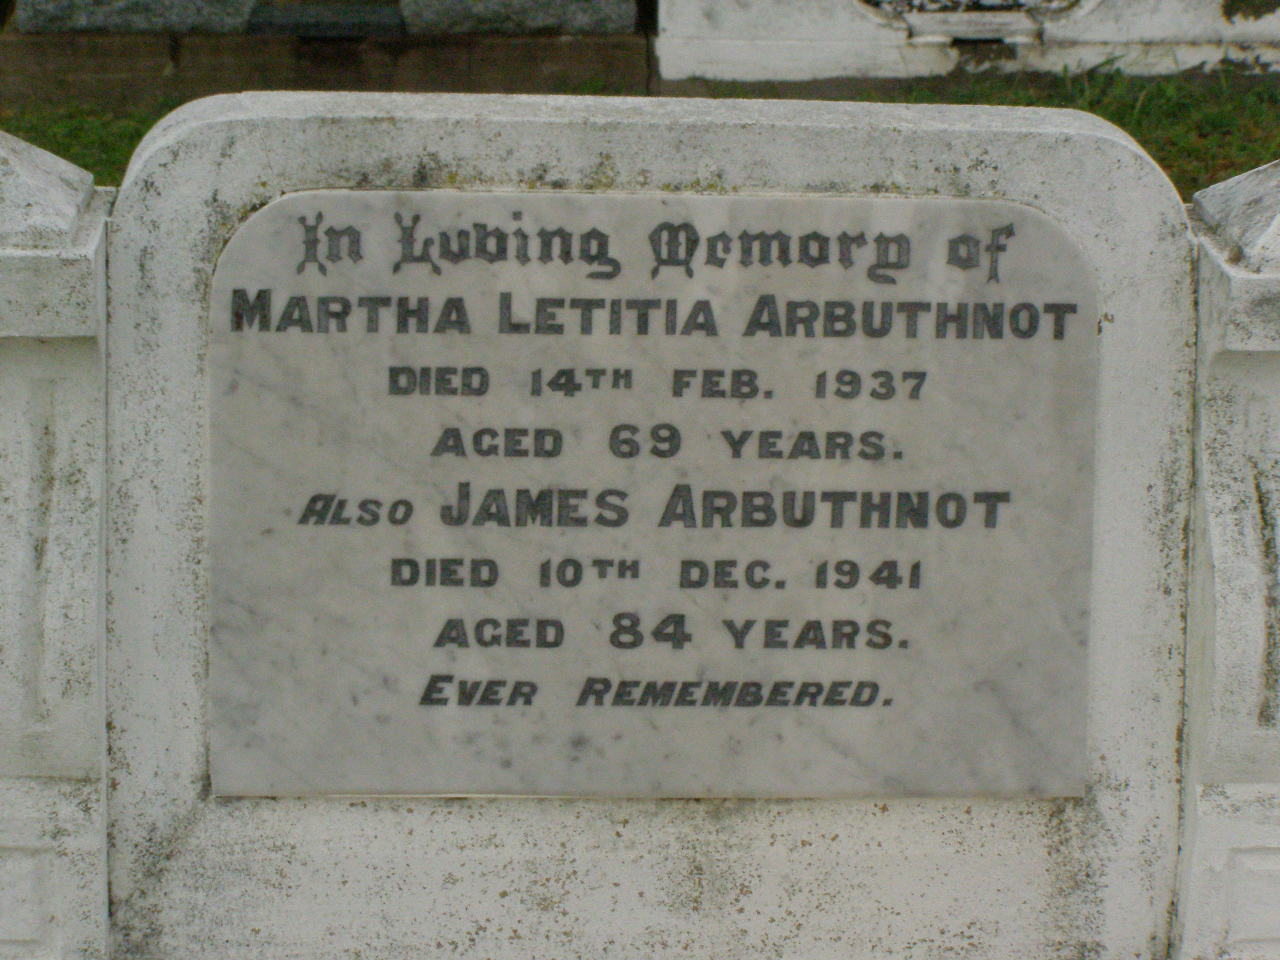 In Loving Memory of
MARTHA LETITIA ARBUTHNOT
DIED 14TH FEB. 1937
AGED 69 YEARS.
ALSO JAMES ARBUTHNOT
DIED 10TH DEC. 1941
AGED 84 YEARS.
EVER REMEMBERED.